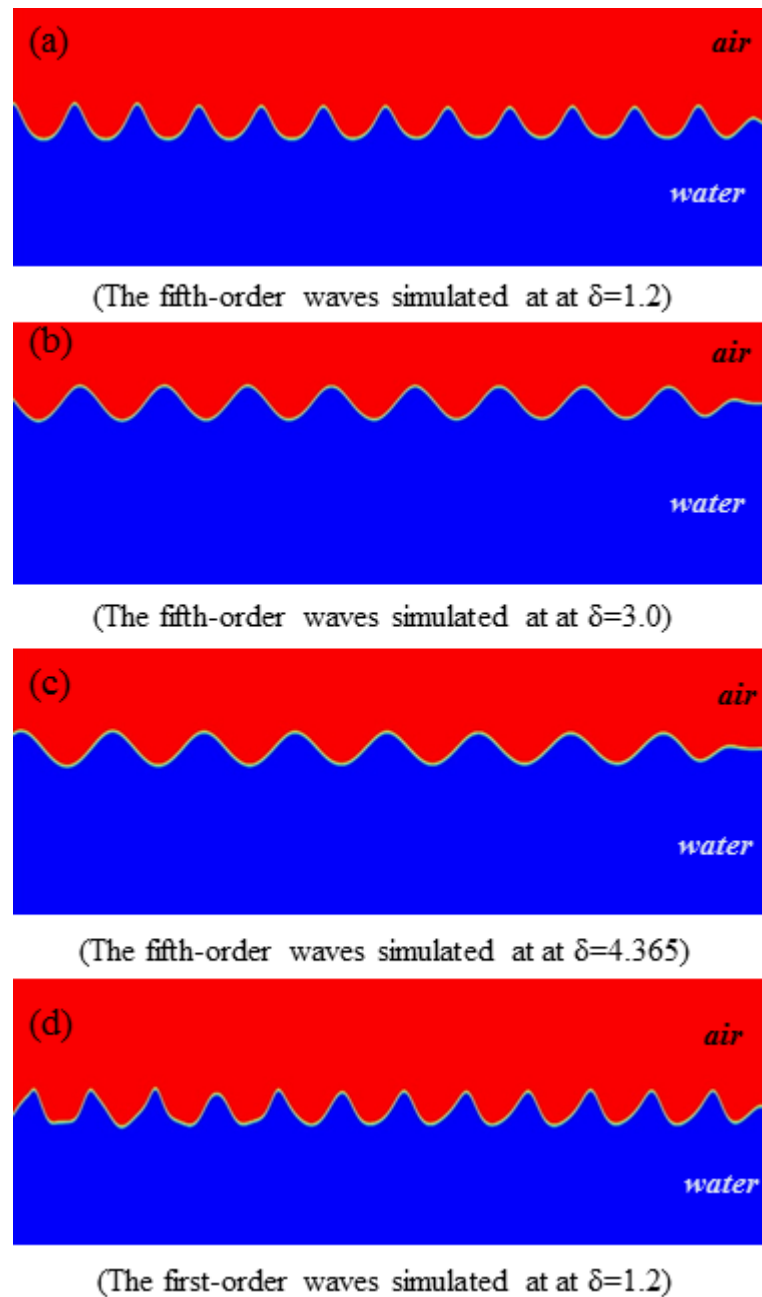 (a)
air
water
(The fifth-order waves simulated at at δ=1.2)
(b)
air
water
(The fifth-order waves simulated at at δ=3.0)
(c)
air
water
(The fifth-order waves simulated at at δ=4.365)
(d)
air
water
(The first-order waves simulated at at δ=1.2)